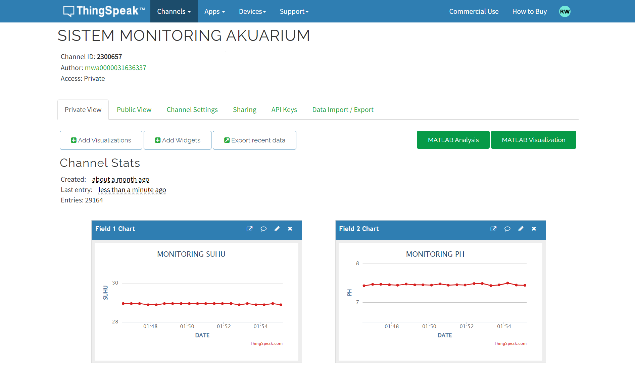 ThingSpeak™ Channels Apps Devices Support Commercial Use How to Buy RW
SISTEM MONITORING AKUARIUM
Channel ID: 2300657
Author:
Access: Private
Private View Public View Channel Settings Sharing API Keys Data Import / Export
Add Visualizations Add Widgets Export recent data MATLAB Analysis MATLAB Visualization
Channel Stats
Created: about a month ago
Last entry: less than a minute ago
Entries: 29164
Field 1 Chart
MONITORING SUHU
SUHU
30
28
01:48 01:50 01:52 01:54
DATE
ThingSpeak.com
Field 2 Chart
MONITORING PH
PH
8
7
01:48 01:50 01:52 01:54
DATE
ThingSpeak.com